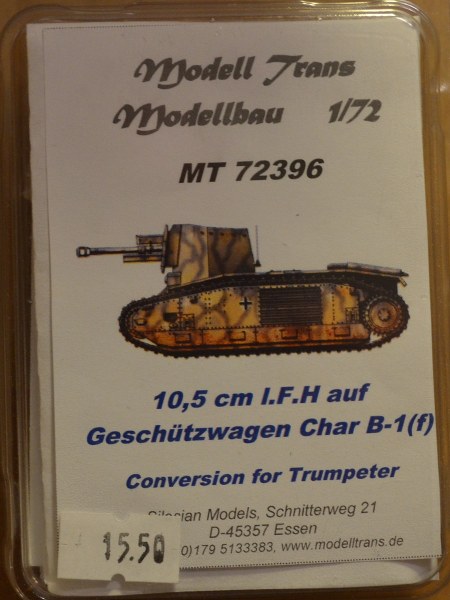 Modell Trans
Modellbau 1/72
MT 72396
10,5 cm l.F.H auf
Geschützwagen Char B-1(f)
Conversion for Trumpeter
Silesian Models, Schnitterweg 21
D-45357 Essen
0)179 5133383, www.modelltrans.de
15.50